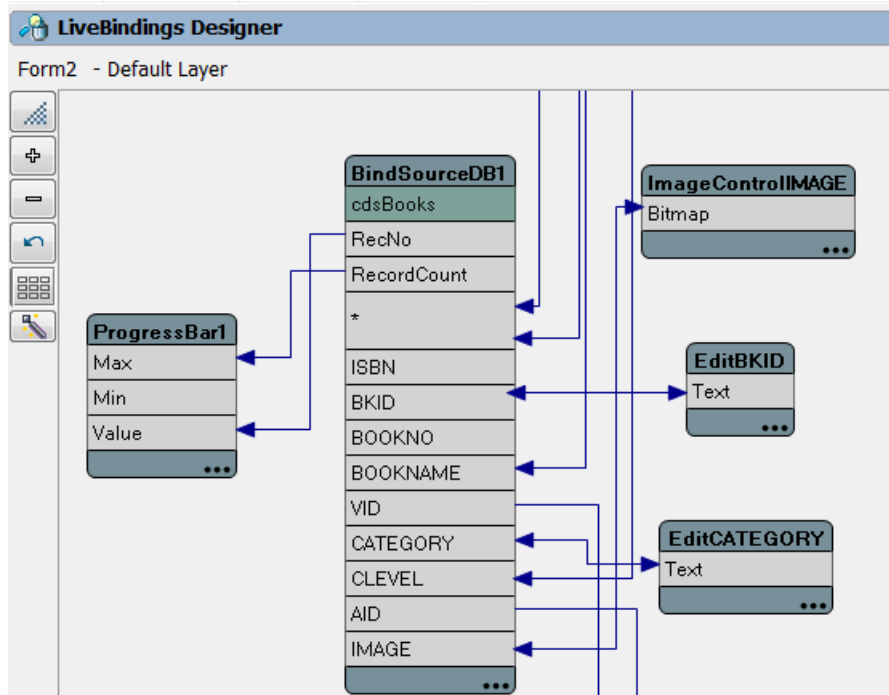 LiveBindings Designer
Form2 - Default Layer
BindSourceDB1
cdsBooks
RecNo
RecordCount
*
ISBN
BKID
BOOKNO
BOOKNAME
VID
CATEGORY
CLEVEL
AID
IMAGE
ProgressBar1
Max
Min
Value
ImageControlIMAGE
Bitmap
EditBKID
Text
EditCATEGORY
Text